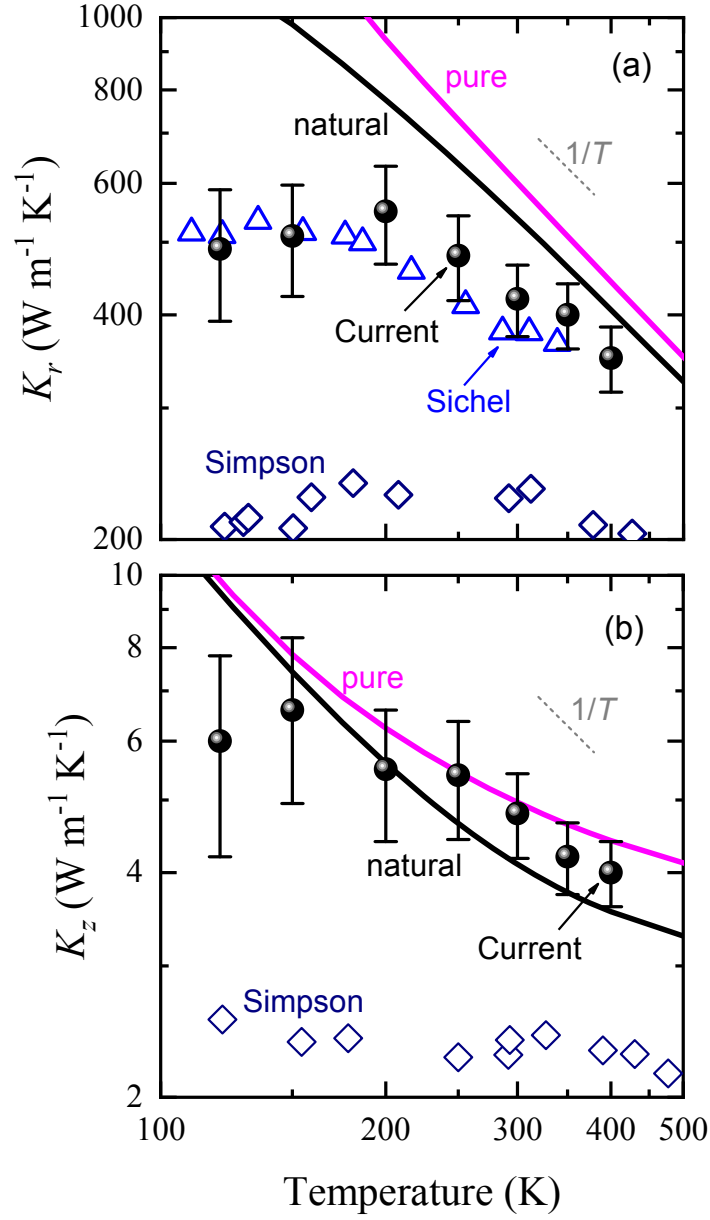 1000
800
600
400
200
K_r (W m⁻¹ K⁻¹)
(a)
pure
natural
1/T
Current
Sichel
Simpson
10
8
6
4
2
K_z (W m⁻¹ K⁻¹)
(b)
pure
1/T
natural
Current
Simpson
100 200 300 400 500
Temperature (K)